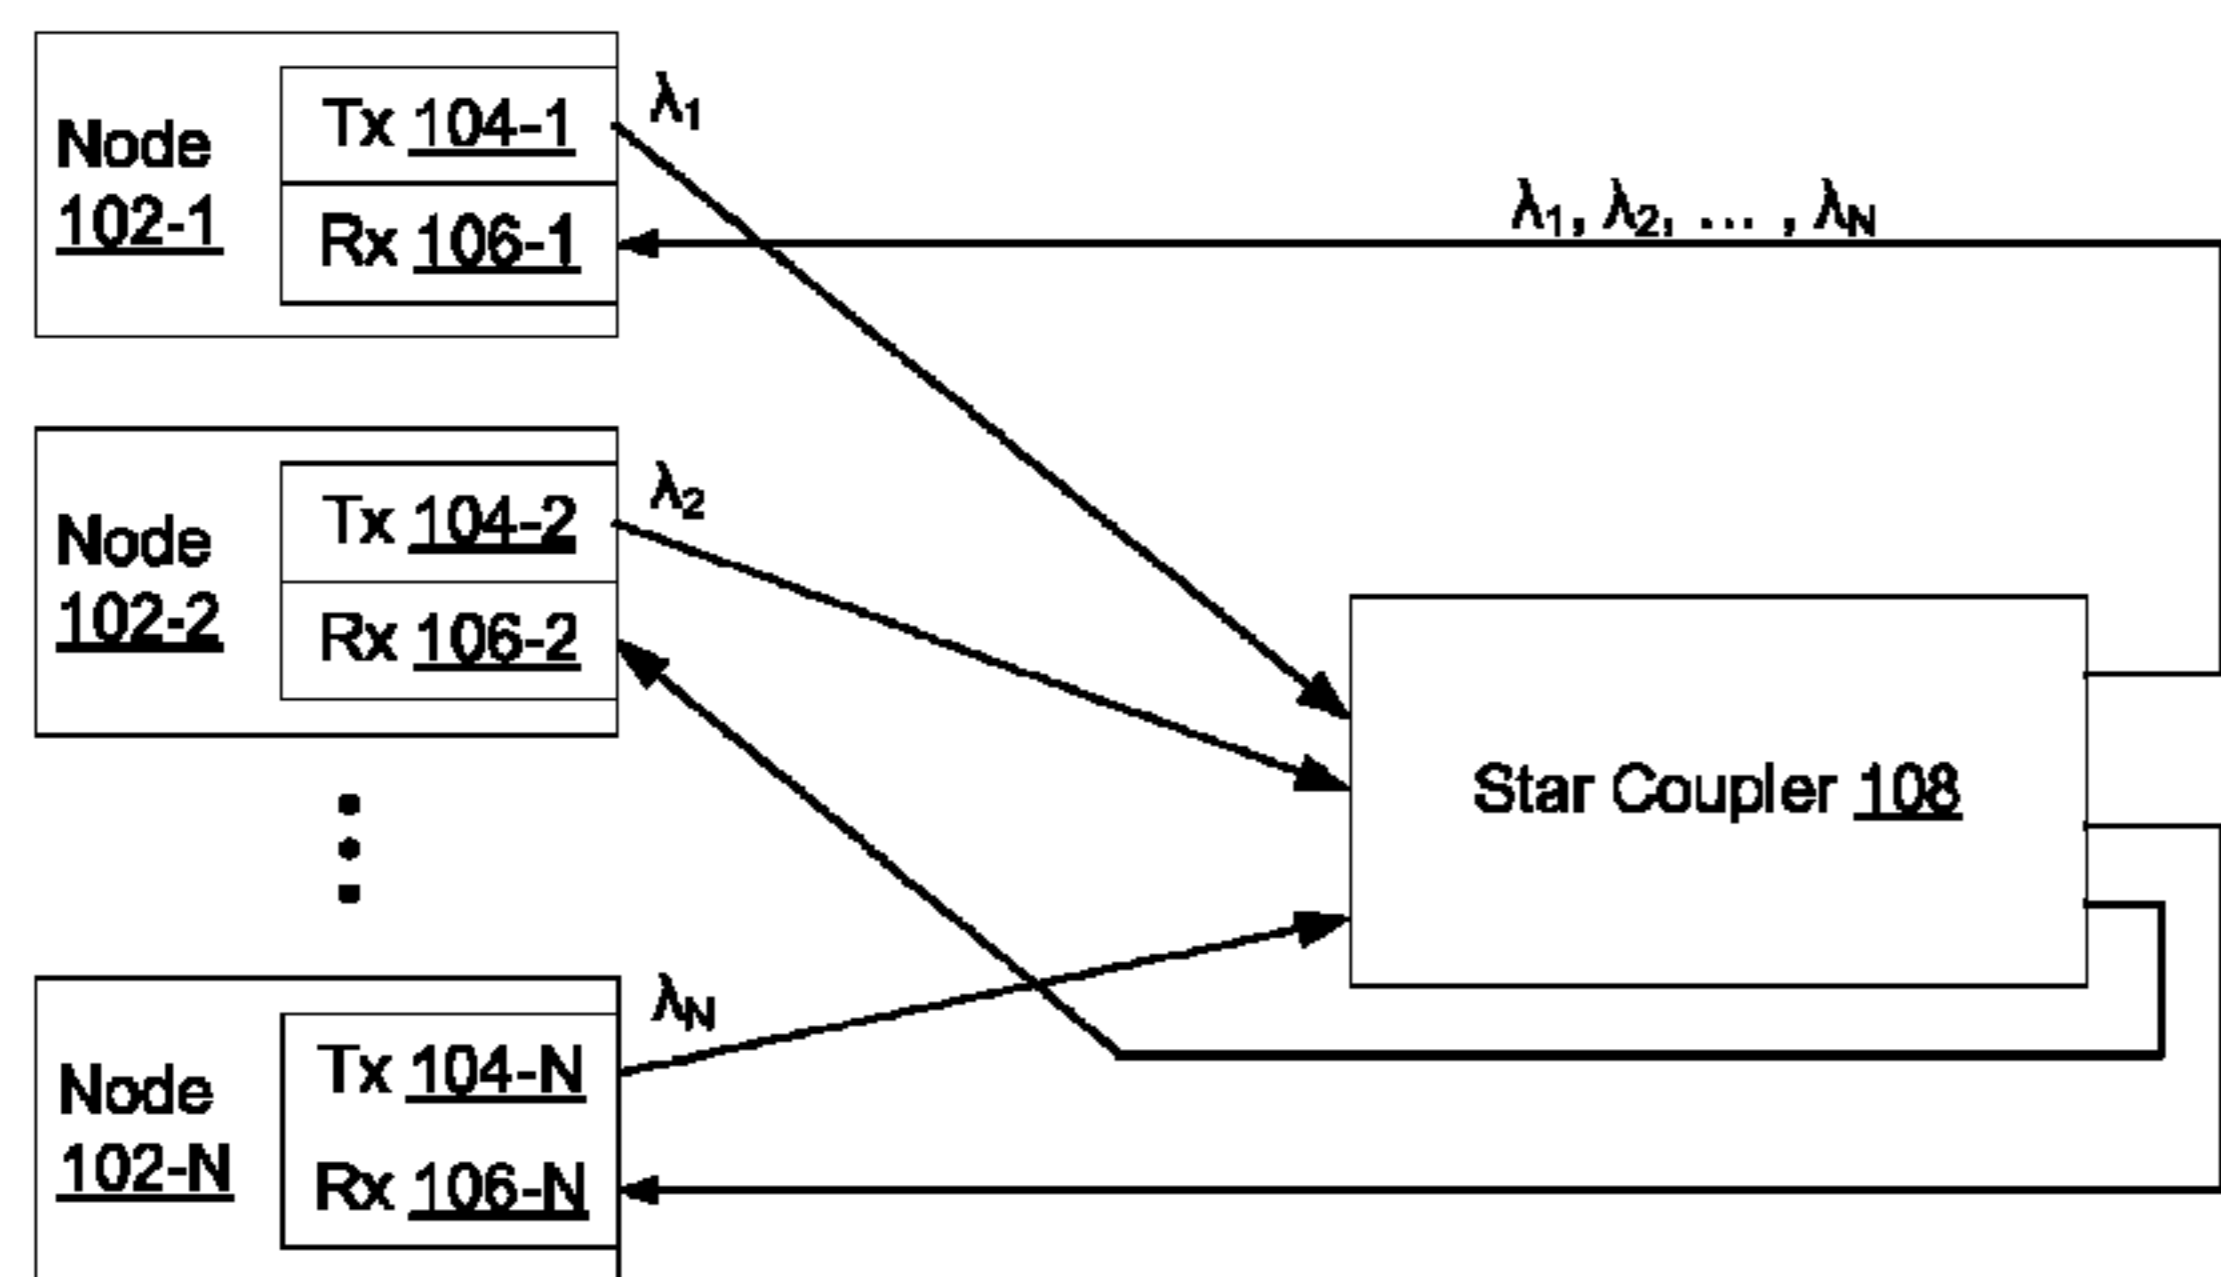 Node
102-1
Tx 104-1
Rx 106-1
λ₁
λ₁, λ₂, ... , λN
Node
102-2
Tx 104-2
Rx 106-2
λ₂
Star Coupler 108
Node
102-N
Tx 104-N
Rx 106-N
λN